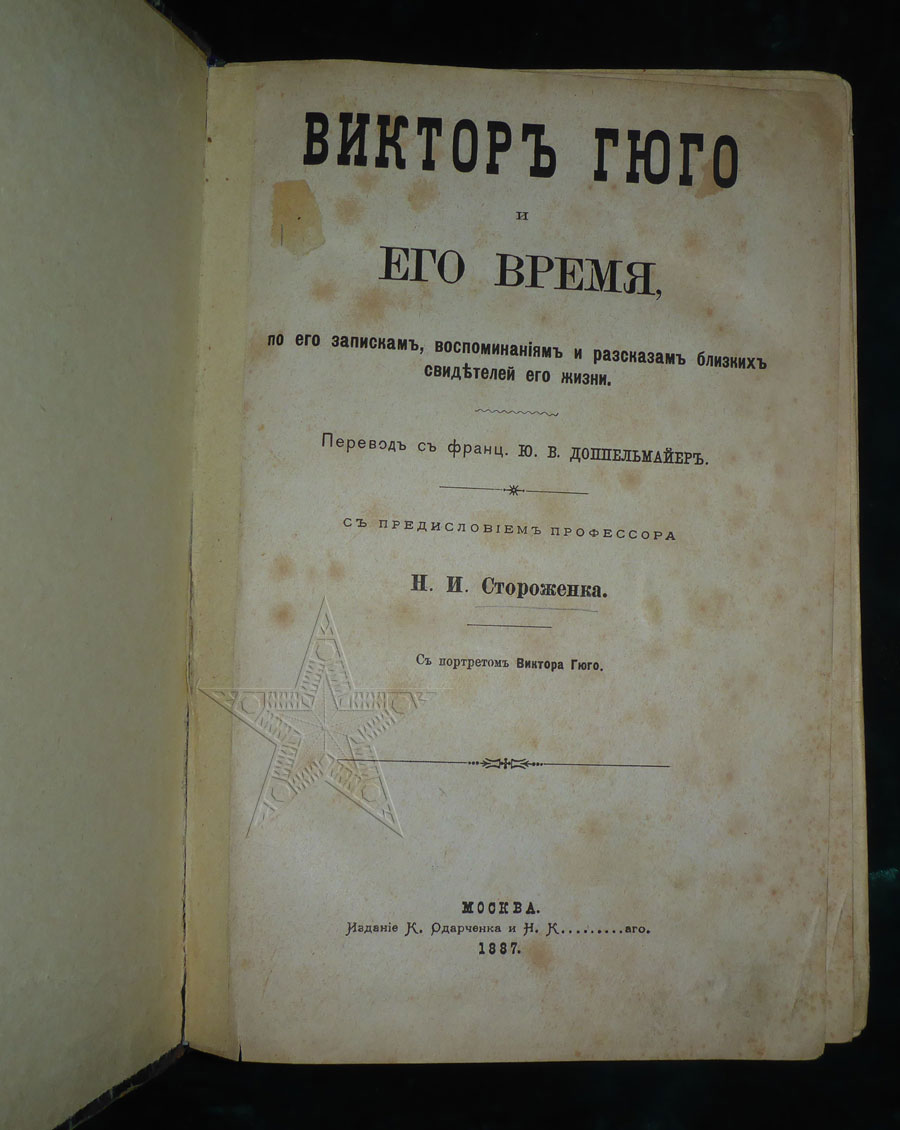 ВИКТОРЪ ГЮГО
и
ЕГО ВРЕМЯ,
по его запискамъ, воспоминаніямъ и разсказамъ близкихъ
свидѣтелей его жизни.
Переводъ съ франц. Ю. В. ДОППЕЛЬМАЙЕРЪ.
СЪ ПРЕДИСЛОВІЕМЪ ПРОФЕССОРА
Н. И. Стороженка.
Съ портретомъ Виктора Гюго.
МОСКВА.
Изданіе К. Одарченка и Н. К.........аго.
1887.